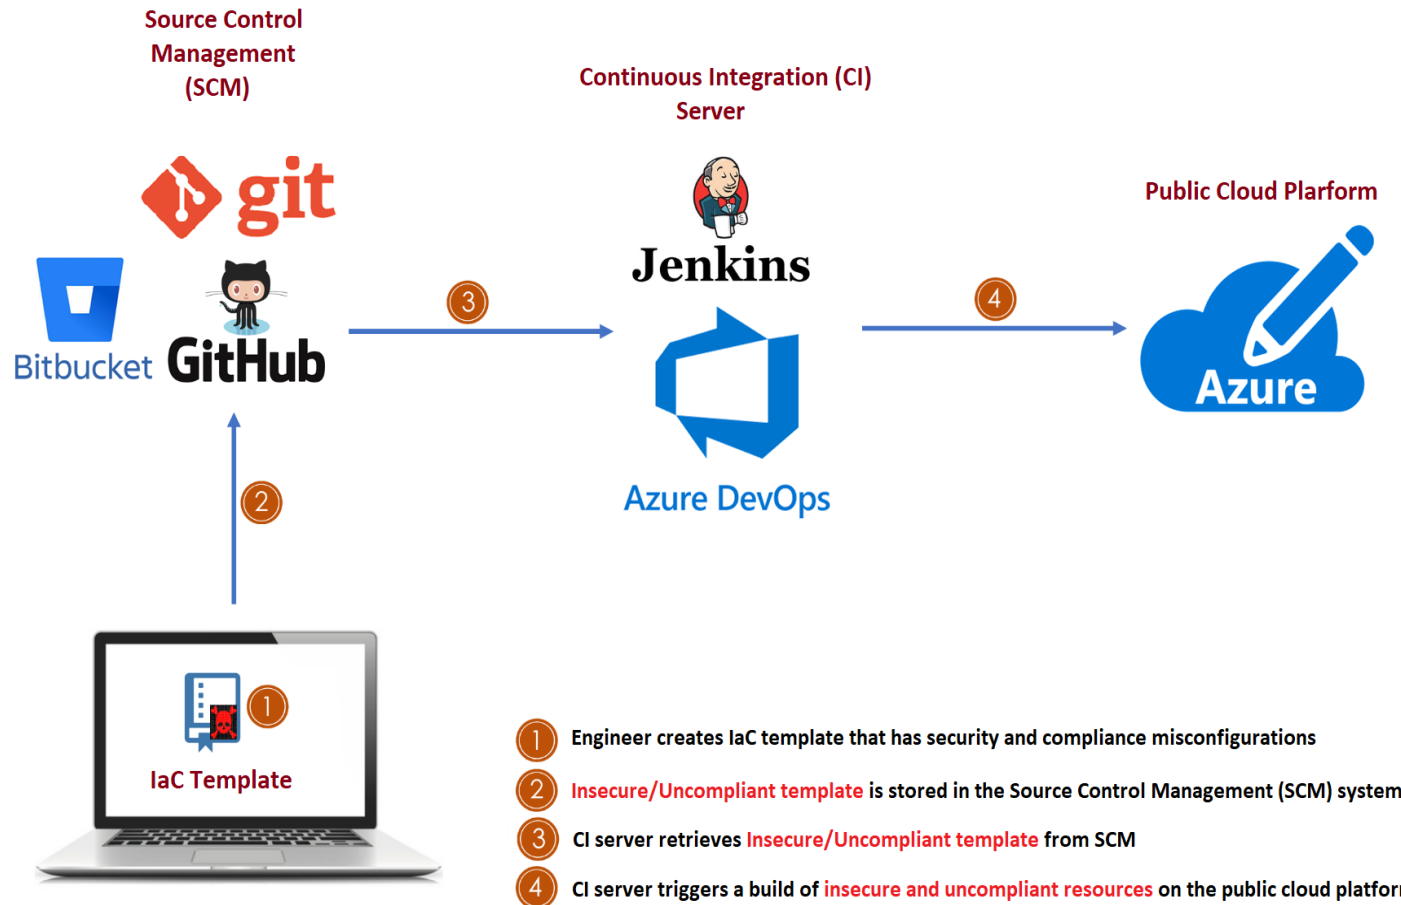 Source Control
Management
(SCM)
Continuous Integration (CI)
Server
Public Cloud Plarform
git
Bitbucket
GitHub
Jenkins
Azure DevOps
Azure
3
4
2
1
IaC Template
1 Engineer creates IaC template that has security and compliance misconfigurations
2 Insecure/Uncompliant template is stored in the Source Control Management (SCM) system
3 CI server retrieves Insecure/Uncompliant template from SCM
4 CI server triggers a build of insecure and uncompliant resources on the public cloud platfor